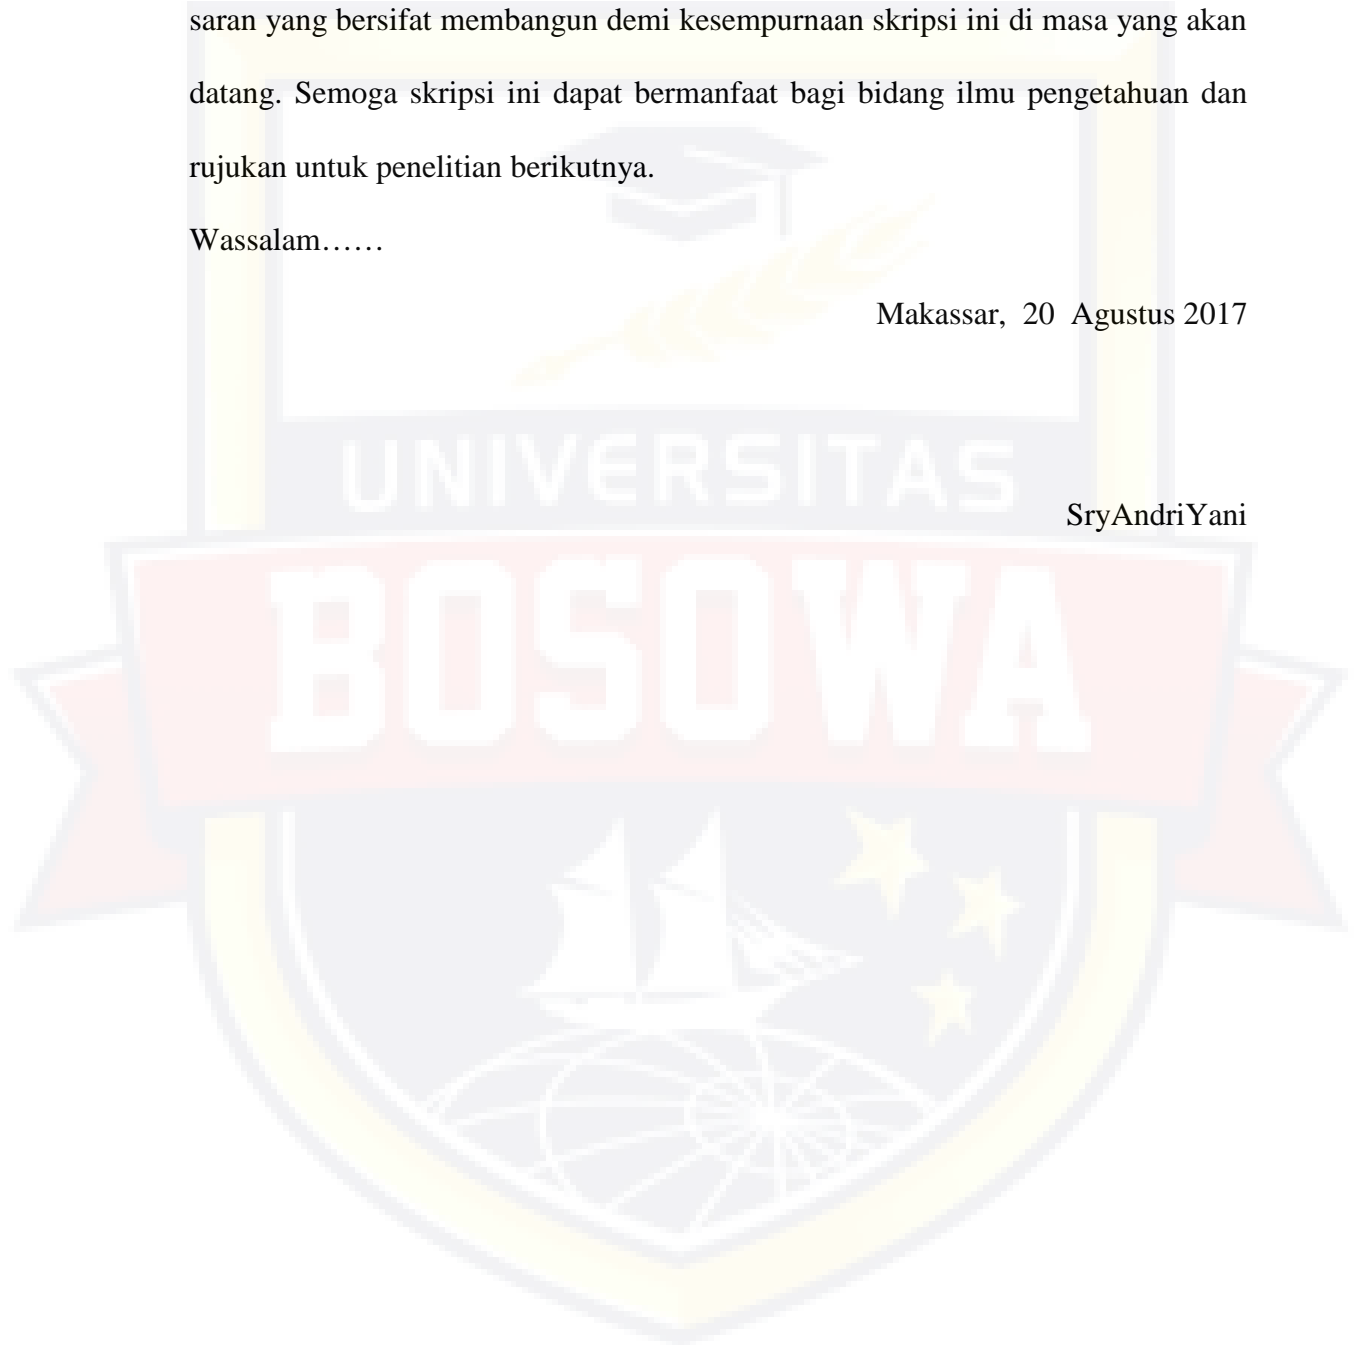 saran yang bersifat membangun demi kesempurnaan skripsi ini di masa yang akan
datang. Semoga skripsi ini dapat bermanfaat bagi bidang ilmu pengetahuan dan
rujukan untuk penelitian berikutnya.
Wassalam……
Makassar,  20  Agustus 2017
UNIVERSITAS
SryAndriYani
BOSOWA